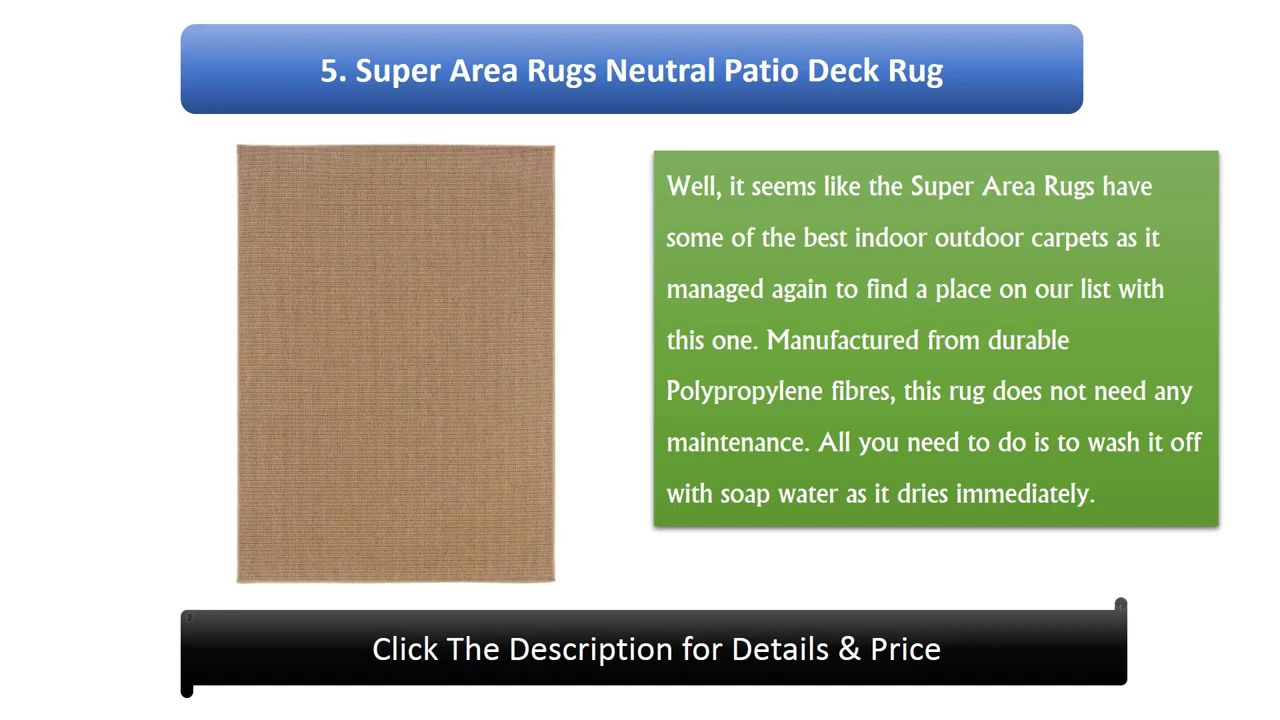 5. Super Area Rugs Neutral Patio Deck Rug
Well, it seems like the Super Area Rugs have
some of the best indoor outdoor carpets as it
managed again to find a place on our list with
this one. Manufactured from durable
Polypropylene fibres, this rug does not need any
maintenance. All you need to do is to wash it off
with soap water as it dries immediately.
Click The Description for Details & Price